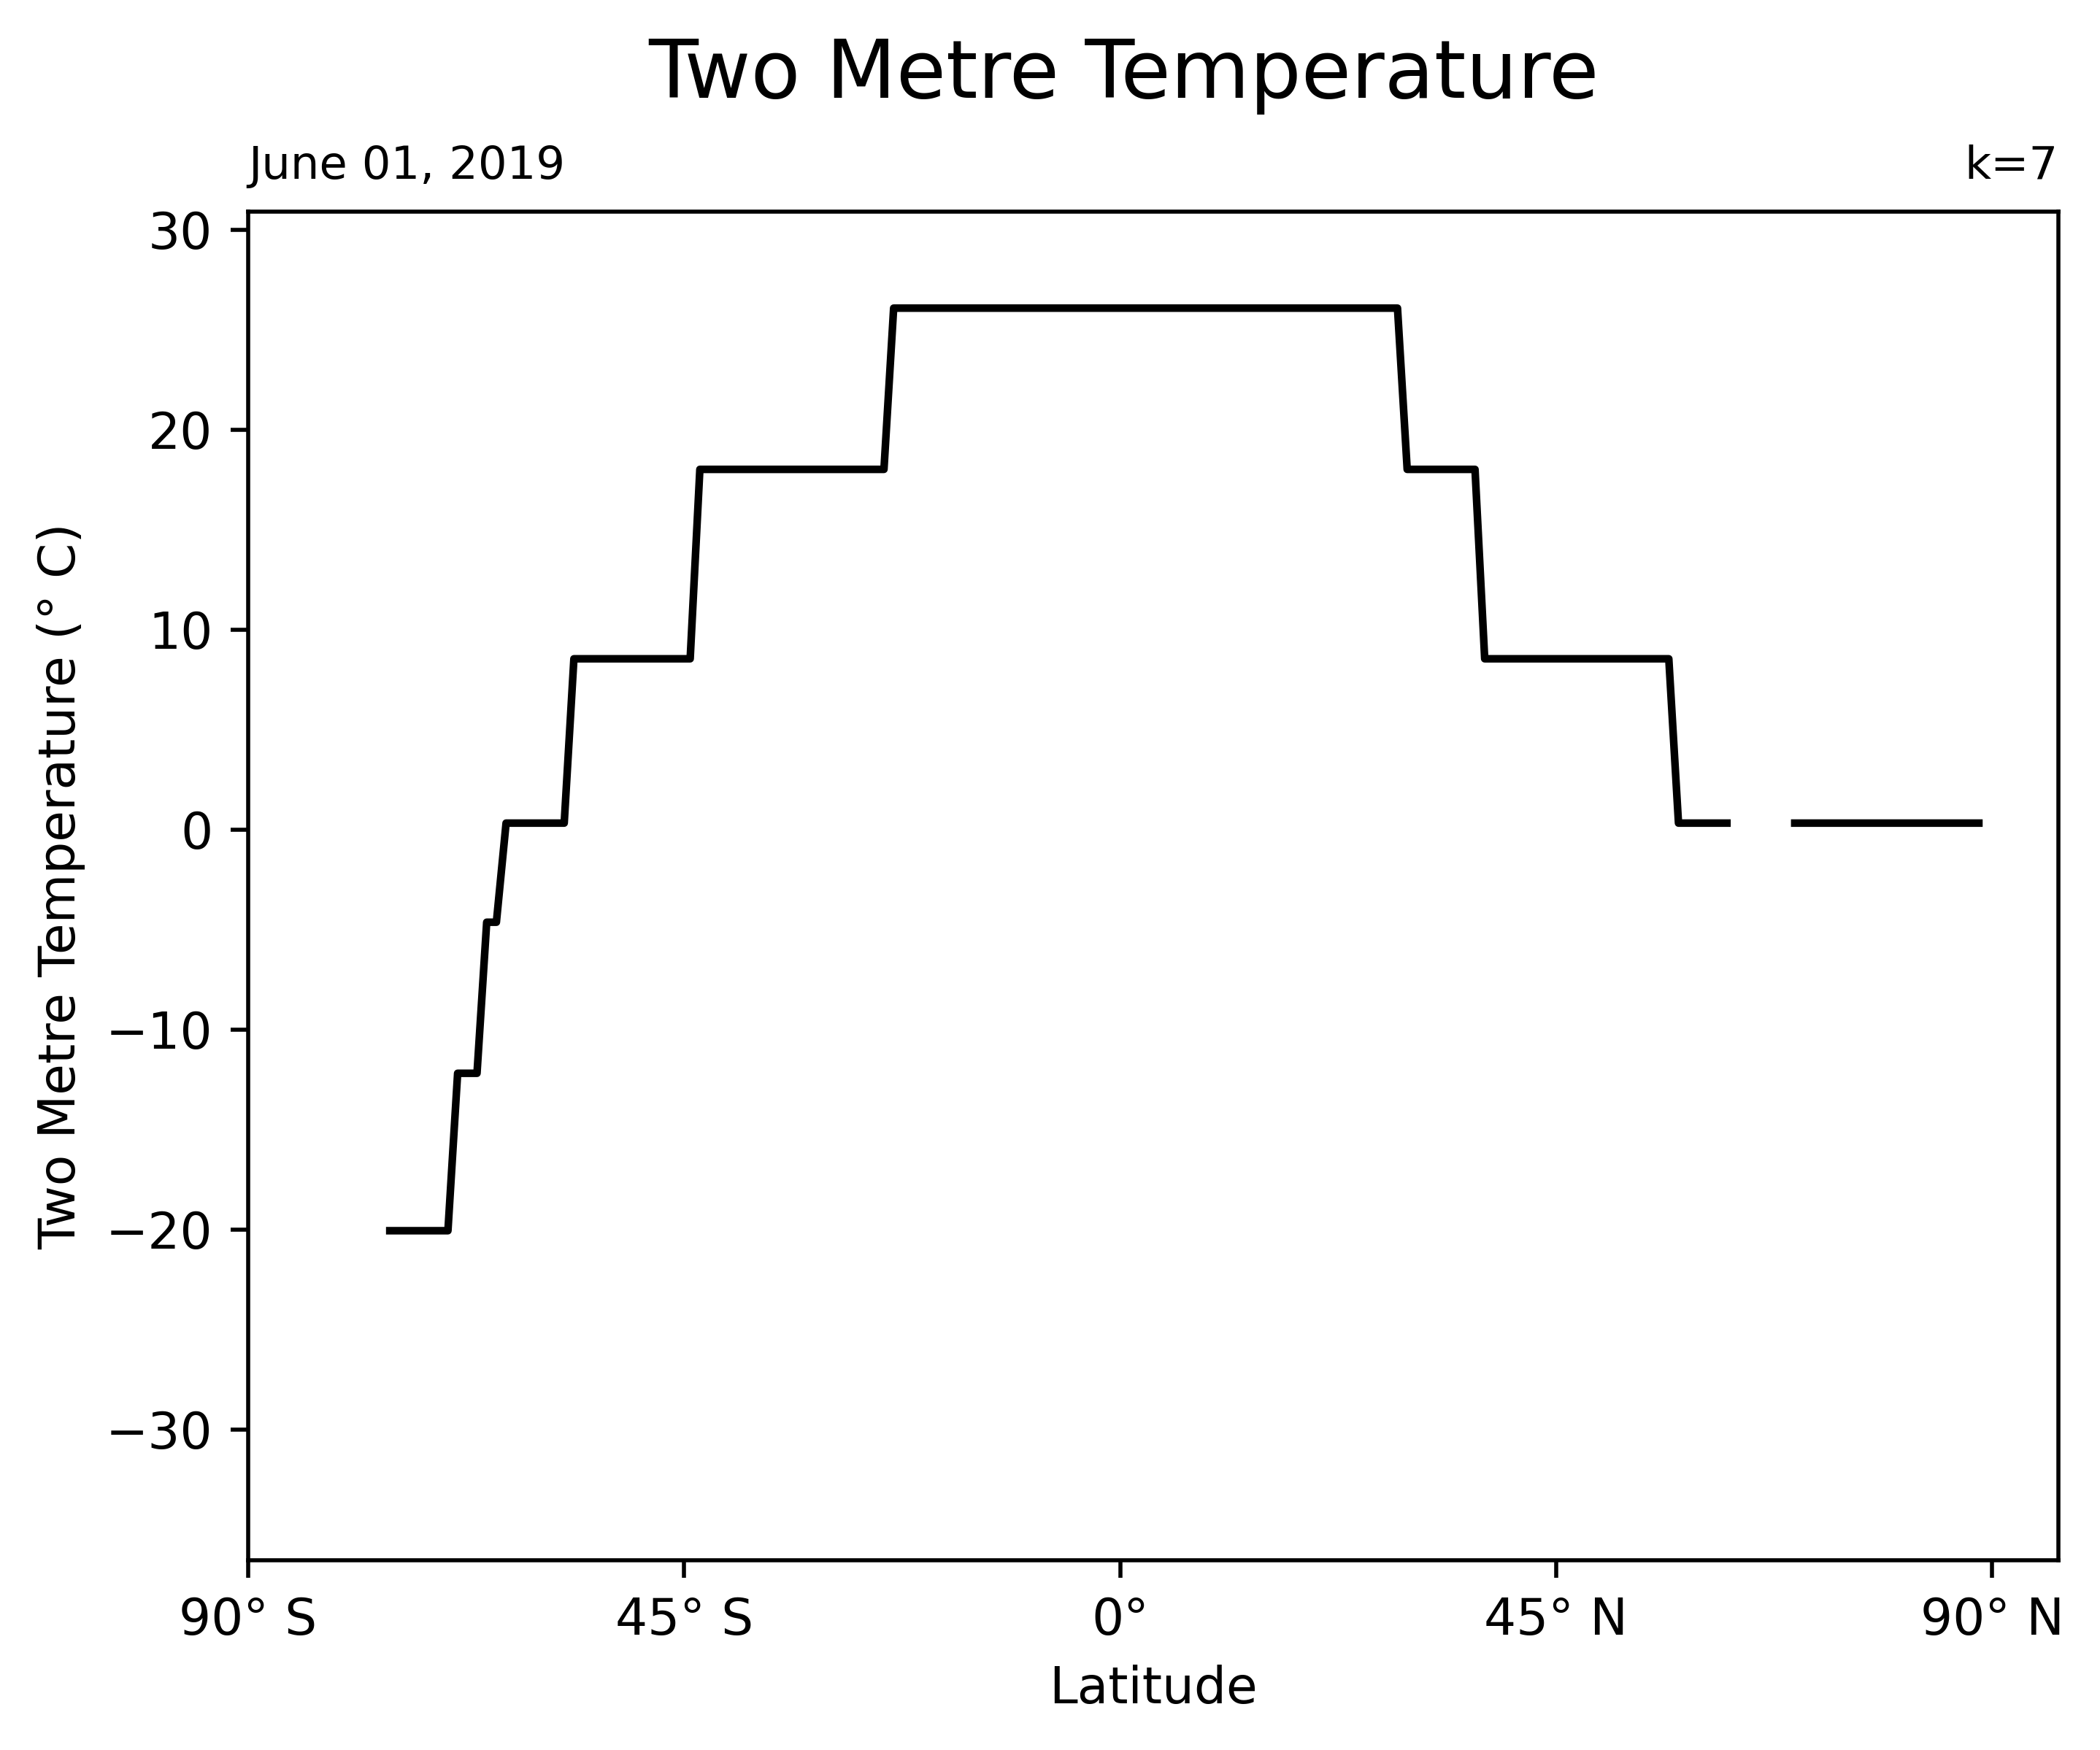 Two Metre Temperature
June 01, 2019
k=7
Two Metre Temperature (° C)
30
20
10
0
−10
−20
−30
90° S
45° S
0°
45° N
90° N
Latitude